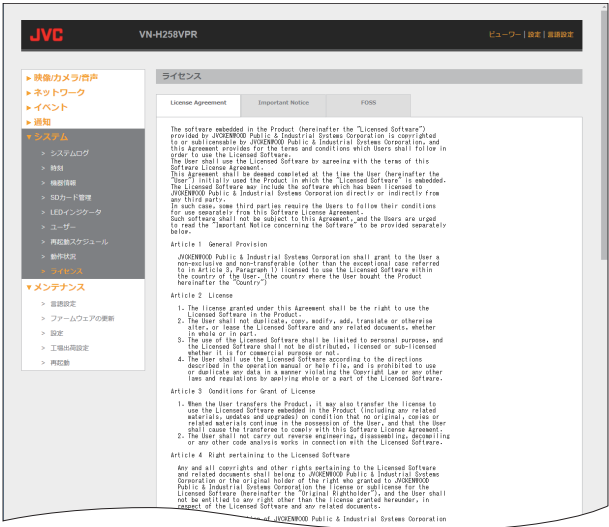 JVC
VN-H258VPR
ビューワー | 設定 | 言語設定
▸ 映像/カメラ/音声
▸ ネットワーク
▸ イベント
▸ 通知
▾ システム
> システムログ
> 時刻
> 機器情報
> SDカード管理
> LEDインジケータ
> ユーザー
> 再起動スケジュール
> 動作状況
> ライセンス
▾ メンテナンス
> 言語設定
> ファームウェアの更新
> 設定
> 工場出荷設定
> 再起動
ライセンス
License Agreement
Important Notice
FOSS
The software embedded in the Product (hereinafter the "Licensed Software")
provided by JVCKENWOOD Public & Industrial Systems Corporation is copyrighted
to or sublicensable by JVCKENWOOD Public & Industrial Systems Corporation, and
this Agreement provides for the terms and conditions which Users shall follow in
order to use the Licensed Software.
The User shall use the Licensed Software by agreeing with the terms of this
Software License Agreement.
This Agreement shall be deemed completed at the time the User (hereinafter the
"User") initially used the Product in which the "Licensed Software" is embedded.
The Licensed Software may include the software which has been licensed to
JVCKENWOOD Public & Industrial Systems Corporation directly or indirectly from
any third party.
In such case, some third parties require the Users to follow their conditions
for use separately from this Software License Agreement.
Such software shall not be subject to this Agreement, and the Users are urged
to read the "Important Notice concerning the Software" to be provided separately
below.
Article 1 General Provision
JVCKENWOOD Public & Industrial Systems Corporation shall grant to the User a
non-exclusive and non-transferable (other than the exceptional case referred
to in Article 3, Paragraph 1) licensed to use the Licensed Software within
the country of the User. (the country where the User bought the Product
hereinafter the "Country")
Article 2 License
1. The license granted under this Agreement shall be the right to use the
Licensed Software in the Product.
2. The User shall not duplicate, copy, modify, add, translate or otherwise
alter, or lease the Licensed Software and any related documents, whether
in whole or in part.
3. The use of the Licensed Software shall be limited to personal purpose, and
the Licensed Software shall not be distributed, licensed or sub-licensed
whether it is for commercial purpose or not.
4. The User shall use the Licensed Software according to the directions
described in the operation manual or help file, and is prohibited to use
or duplicate any data in a manner violating the Copyright Law or any other
laws and regulations by applying whole or a part of the Licensed Software.
Article 3 Conditions for Grant of License
1. When the User transfers the Product, it may also transfer the license to
use the Licensed Software embedded in the Product (including any related
materials, updates and upgrades) on condition that no original, copies or
related materials continue in the possession of the User, and that the User
shall cause the transferee to comply with this Software License Agreement.
2. The User shall not carry out reverse engineering, disassembling, decompiling
or any other code analysis works in connection with the Licensed Software.
Article 4 Right pertaining to the Licensed Software
Any and all copyrights and other rights pertaining to the Licensed Software
and related documents shall belong to JVCKENWOOD Public & Industrial Systems
Corporation or the original holder of the right who granted to JVCKENWOOD
Public & Industrial Systems Corporation the license or sublicense for the
Licensed Software (hereinafter the "Original Rightholder"), and the User shall
not be entitled to any right other than the license granted hereunder, in
respect of the Licensed Software and any related documents.
of JVCKENWOOD Public & Industrial Systems Corporation